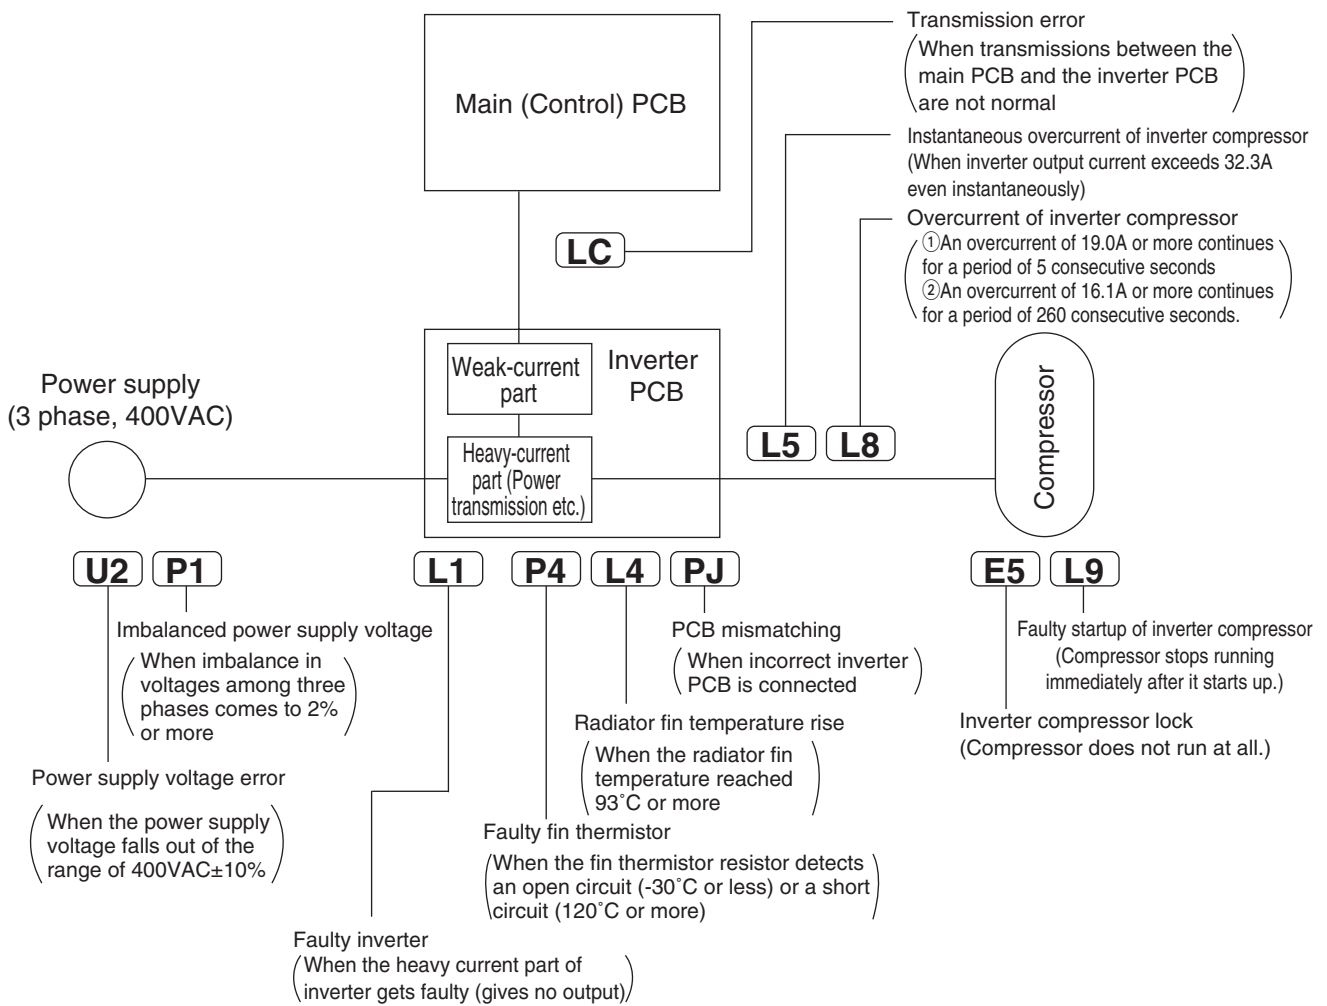 Transmission error
When transmissions between the
main PCB and the inverter PCB
are not normal
Main (Control) PCB
Instantaneous overcurrent of inverter compressor
(When inverter output current exceeds 32.3A
even instantaneously)
Overcurrent of inverter compressor
①An overcurrent of 19.0A or more continues
for a period of 5 consecutive seconds
②An overcurrent of 16.1A or more continues
for a period of 260 consecutive seconds.
LC
Power supply
(3 phase, 400VAC)
Weak-current
part
Inverter
PCB
Heavy-current
part (Power
transmission etc.)
L5
L8
Compressor
U2
P1
L1
P4
L4
PJ
E5
L9
Imbalanced power supply voltage
(When imbalance in
voltages among three
phases comes to 2%
or more)
PCB mismatching
(When incorrect inverter
PCB is connected)
Faulty startup of inverter compressor
(Compressor stops running
immediately after it starts up.)
Radiator fin temperature rise
(When the radiator fin
temperature reached
93˚C or more)
Inverter compressor lock
(Compressor does not run at all.)
Power supply voltage error
(When the power supply
voltage falls out of the
range of 400VAC±10%)
Faulty fin thermistor
(When the fin thermistor resistor detects
an open circuit (-30˚C or less) or a short
circuit (120˚C or more))
Faulty inverter
(When the heavy current part of
inverter gets faulty (gives no output))